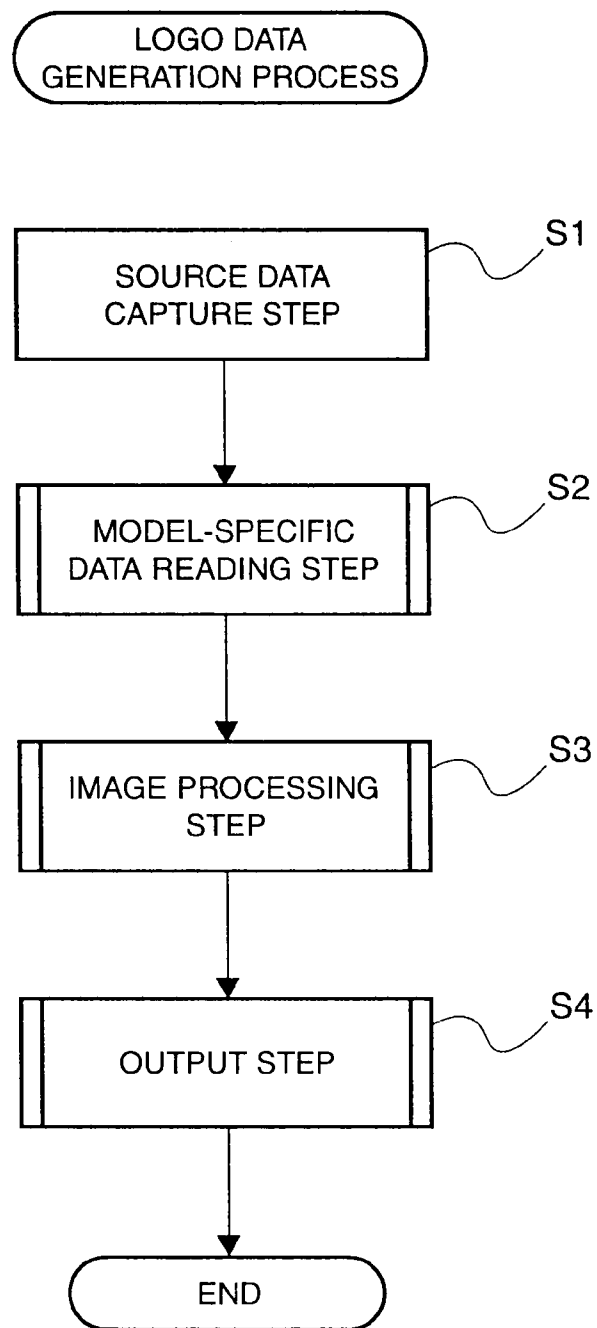 LOGO DATA
GENERATION PROCESS
S1
SOURCE DATA
CAPTURE STEP
S2
MODEL-SPECIFIC
DATA READING STEP
S3
IMAGE PROCESSING
STEP
S4
OUTPUT STEP
END